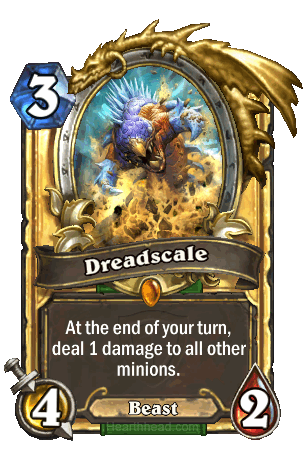 3
Dreadscale
At the end of your turn,
deal 1 damage to all other
minions.
4
Beast
2
Hearthhead.com